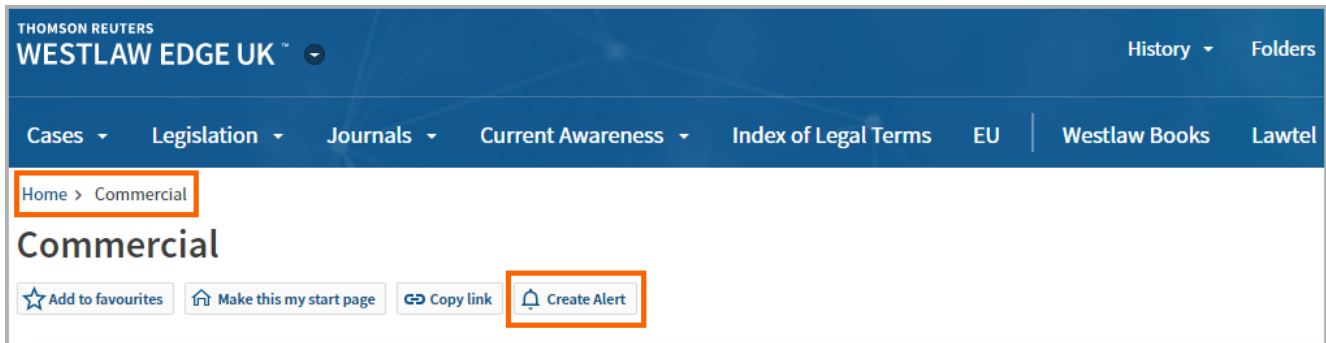 THOMSON REUTERS
WESTLAW EDGE UK™
History Folders
Cases Legislation Journals Current Awareness Index of Legal Terms EU Westlaw Books Lawtel
Home > Commercial
Commercial
Add to favourites Make this my start page Copy link Create Alert